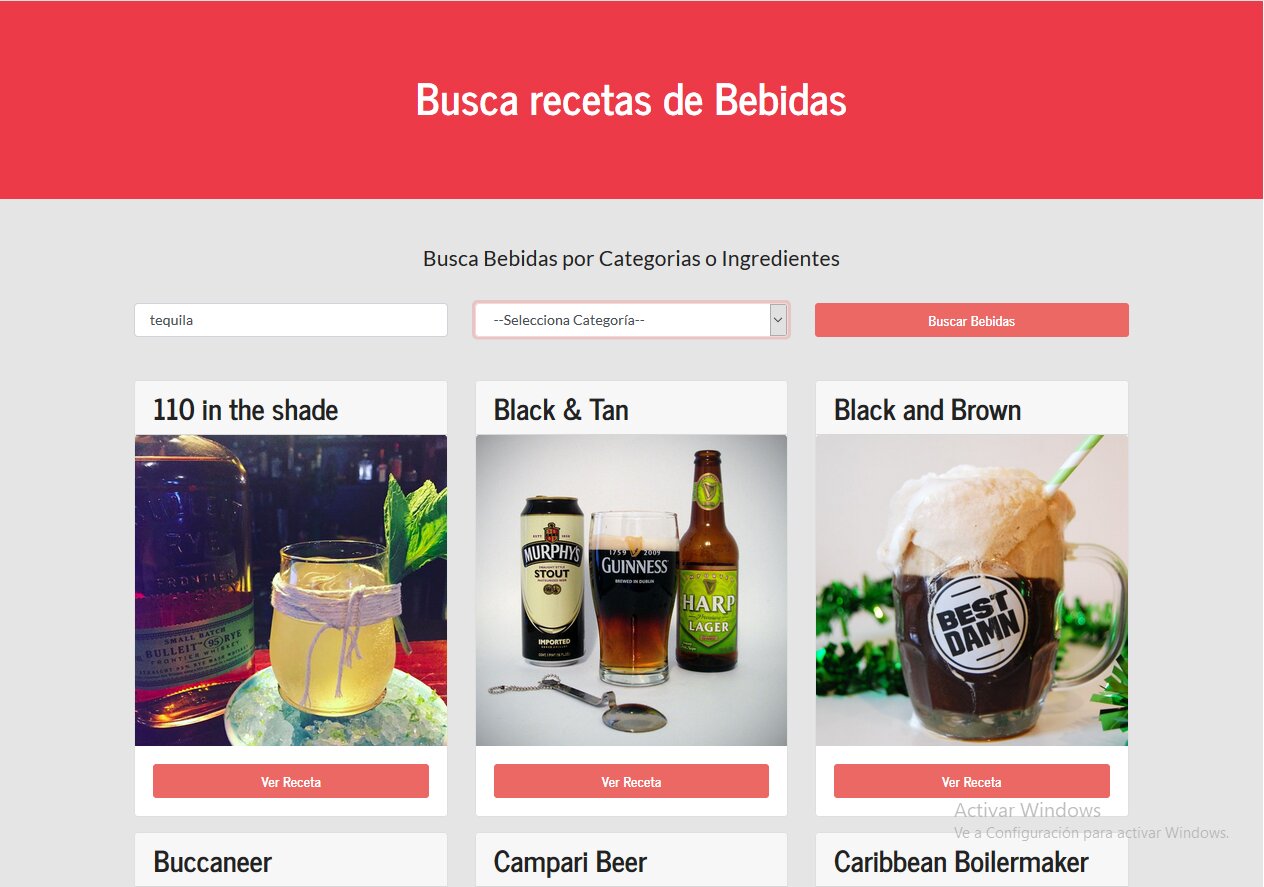 Busca recetas de Bebidas
Busca Bebidas por Categorias o Ingredientes
tequila
--Selecciona Categoría--
Buscar Bebidas
110 in the shade
Black & Tan
Black and Brown
SMALL BATCH
BULLEIT 95 RYE
FRONTIER WHISKEY
MURPHY'S
STOUT
IMPORTED
1759 2009
GUINNESS
BREWED IN DUBLIN
HARP
LAGER
BEST
DAMN
Ver Receta
Ver Receta
Ver Receta
Activar Windows
Ve a Configuración para activar Windows.
Buccaneer
Campari Beer
Caribbean Boilermaker